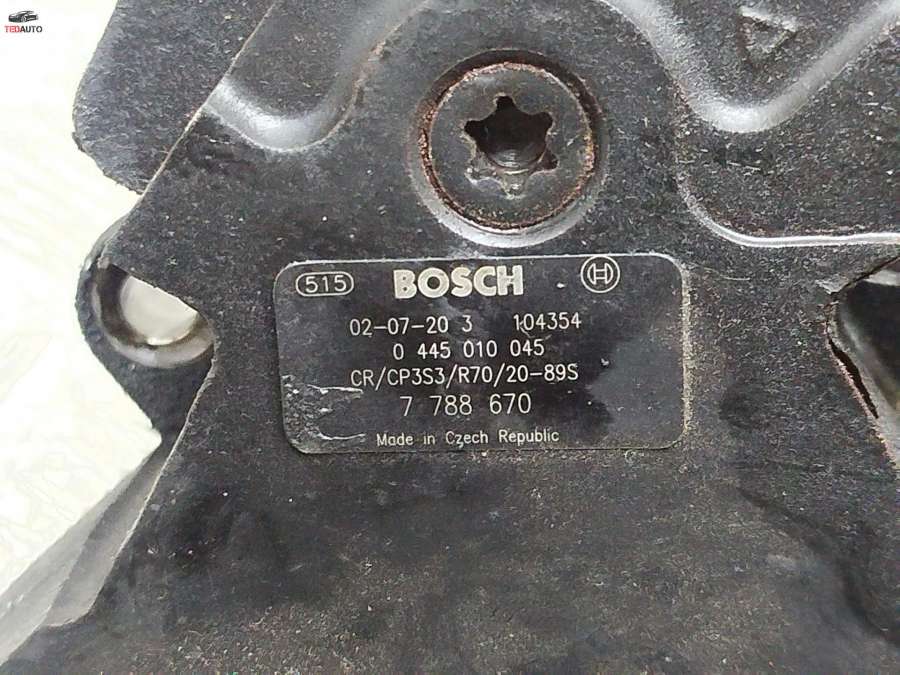 TEDAUTO
515 BOSCH H
02-07-20 3 104354
0 445 010 045
CR/CP3S3/R70/20-89S
7 788 670
Made in Czech Republic